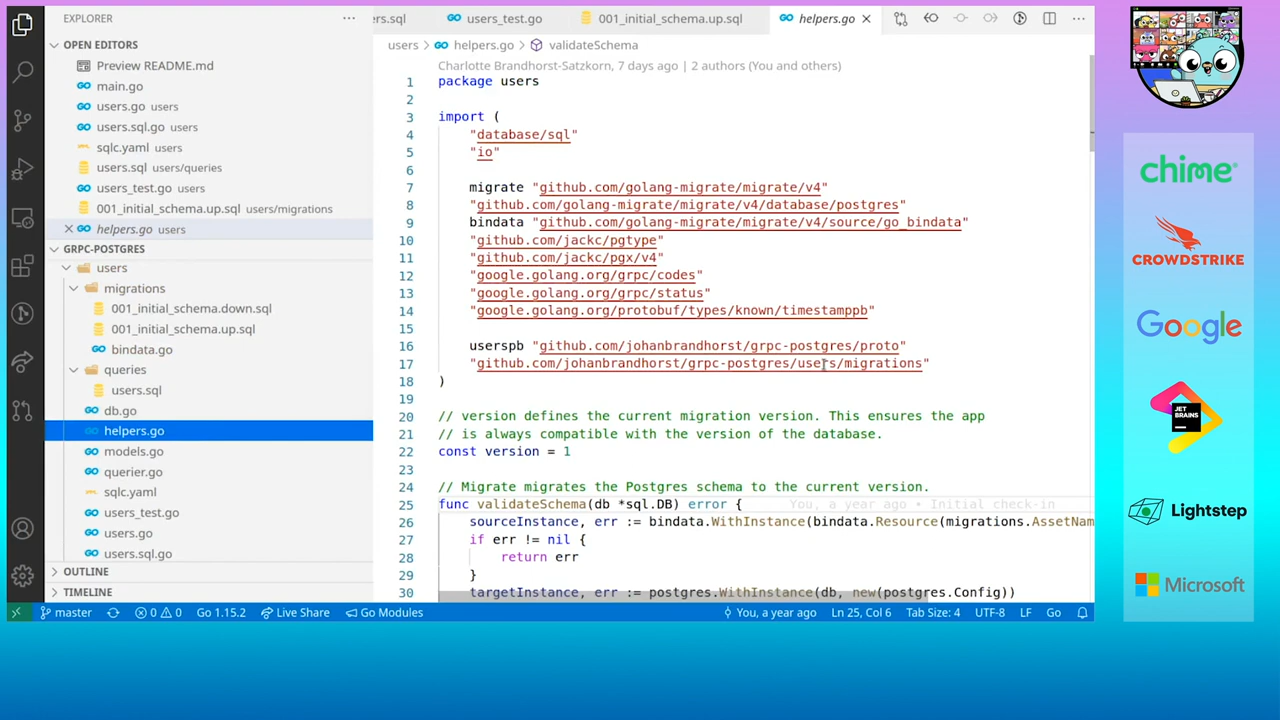 EXPLORER
OPEN EDITORS
Preview README.md
main.go
users.go users
users.sql.go users
sqlc.yaml users
users.sql users/queries
users_test.go users
001_initial_schema.up.sql users/migrations
helpers.go users
GRPC-POSTGRES
users
migrations
001_initial_schema.down.sql
001_initial_schema.up.sql
bindata.go
queries
users.sql
db.go
helpers.go
models.go
querier.go
sqlc.yaml
users_test.go
users.go
users.sql.go
OUTLINE
TIMELINE
rs.sql users_test.go 001_initial_schema.up.sql helpers.go
users > helpers.go > validateSchema
Charlotte Brandhorst-Satzkorn, 7 days ago | 2 authors (You and others)
1 package users
2
3 import (
4 "database/sql"
5 "io"
6
7 migrate "github.com/golang-migrate/migrate/v4"
8 "github.com/golang-migrate/migrate/v4/database/postgres"
9 bindata "github.com/golang-migrate/migrate/v4/source/go_bindata"
10 "github.com/jackc/pgtype"
11 "github.com/jackc/pgx/v4"
12 "google.golang.org/grpc/codes"
13 "google.golang.org/grpc/status"
14 "google.golang.org/protobuf/types/known/timestamppb"
15
16 userspb "github.com/johanbrandhorst/grpc-postgres/proto"
17 "github.com/johanbrandhorst/grpc-postgres/users/migrations"
18 )
19
20 // version defines the current migration version. This ensures the app
21 // is always compatible with the version of the database.
22 const version = 1
23
24 // Migrate migrates the Postgres schema to the current version.
25 func validateSchema(db *sql.DB) error { You, a year ago • Initial check-in
26 sourceInstance, err := bindata.WithInstance(bindata.Resource(migrations.AssetNam
27 if err != nil {
28 return err
29 }
30 targetInstance, err := postgres.WithInstance(db, new(postgres.Config))
master 0 0 Go 1.15.2 Live Share Go Modules You, a year ago Ln 25, Col 6 Tab Size: 4 UTF-8 LF Go
chime
CROWDSTRIKE
Google
JET
BRAINS
Lightstep
Microsoft